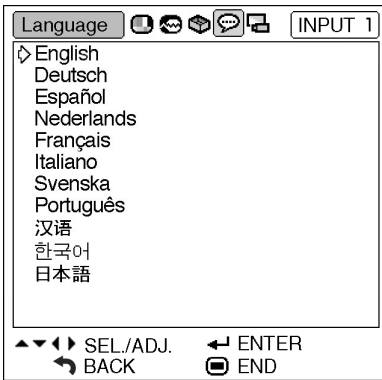 Language INPUT 1
English
Deutsch
Español
Nederlands
Français
Italiano
Svenska
Português
汉语
한국어
日本語
SEL./ADJ. ENTER
BACK END